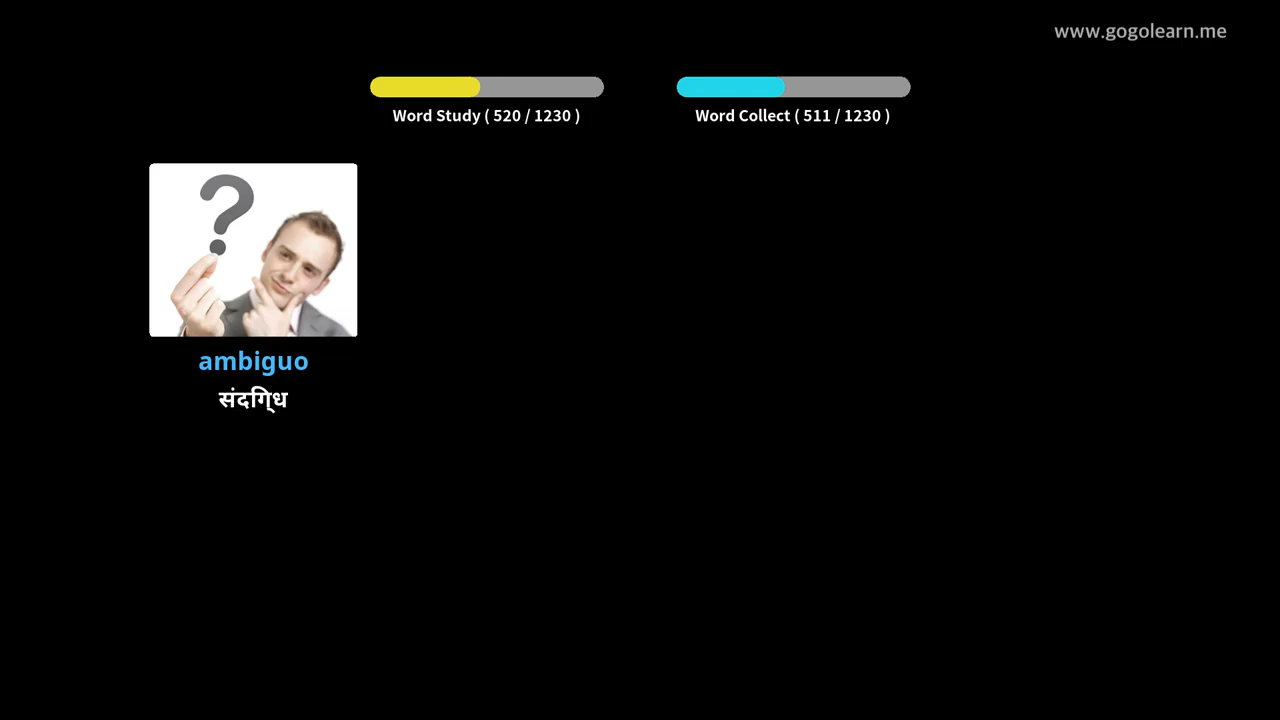 www.gogolearn.me
Word Study ( 520 / 1230 )
Word Collect ( 511 / 1230 )
?
ambiguo
संदगि्ध